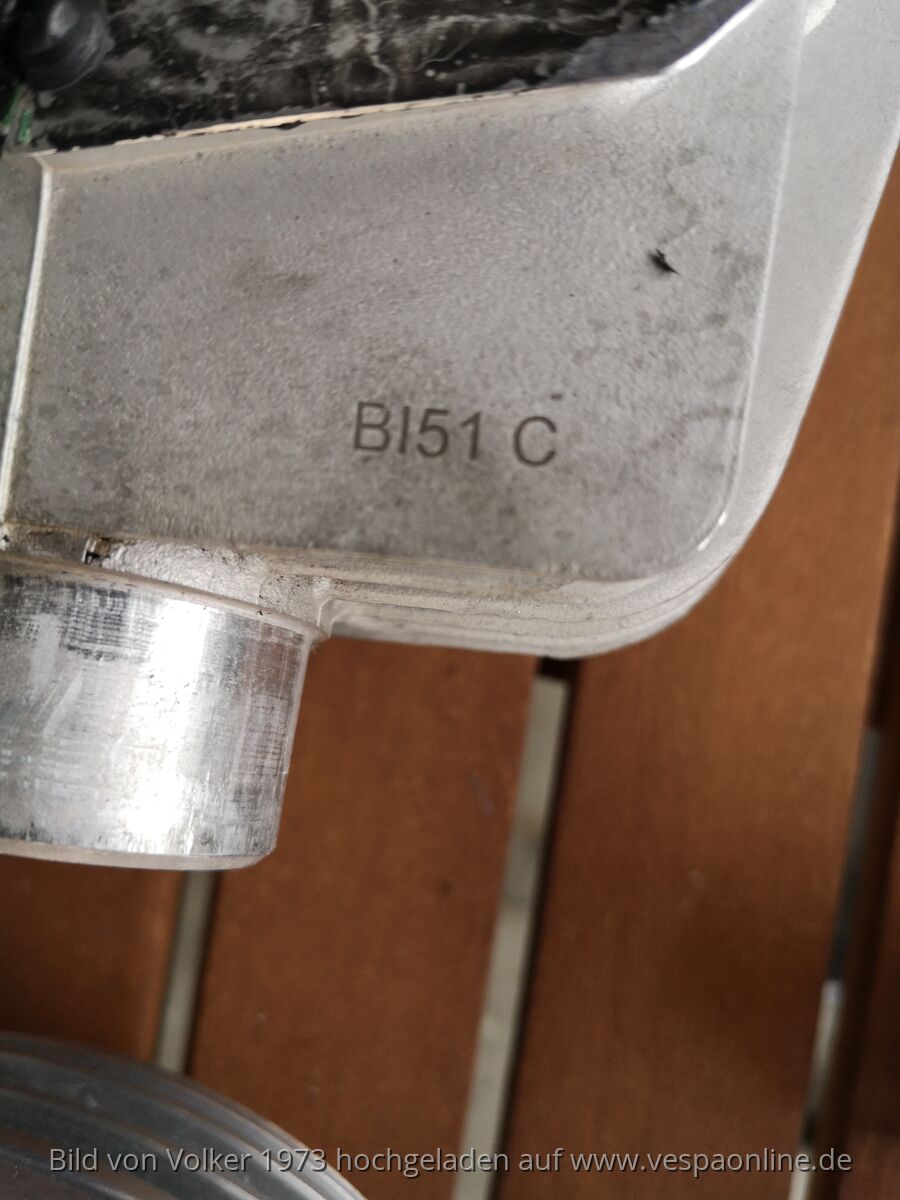 BI51 C
Bild von Volker 1973 hochgeladen auf www.vespaonline.de